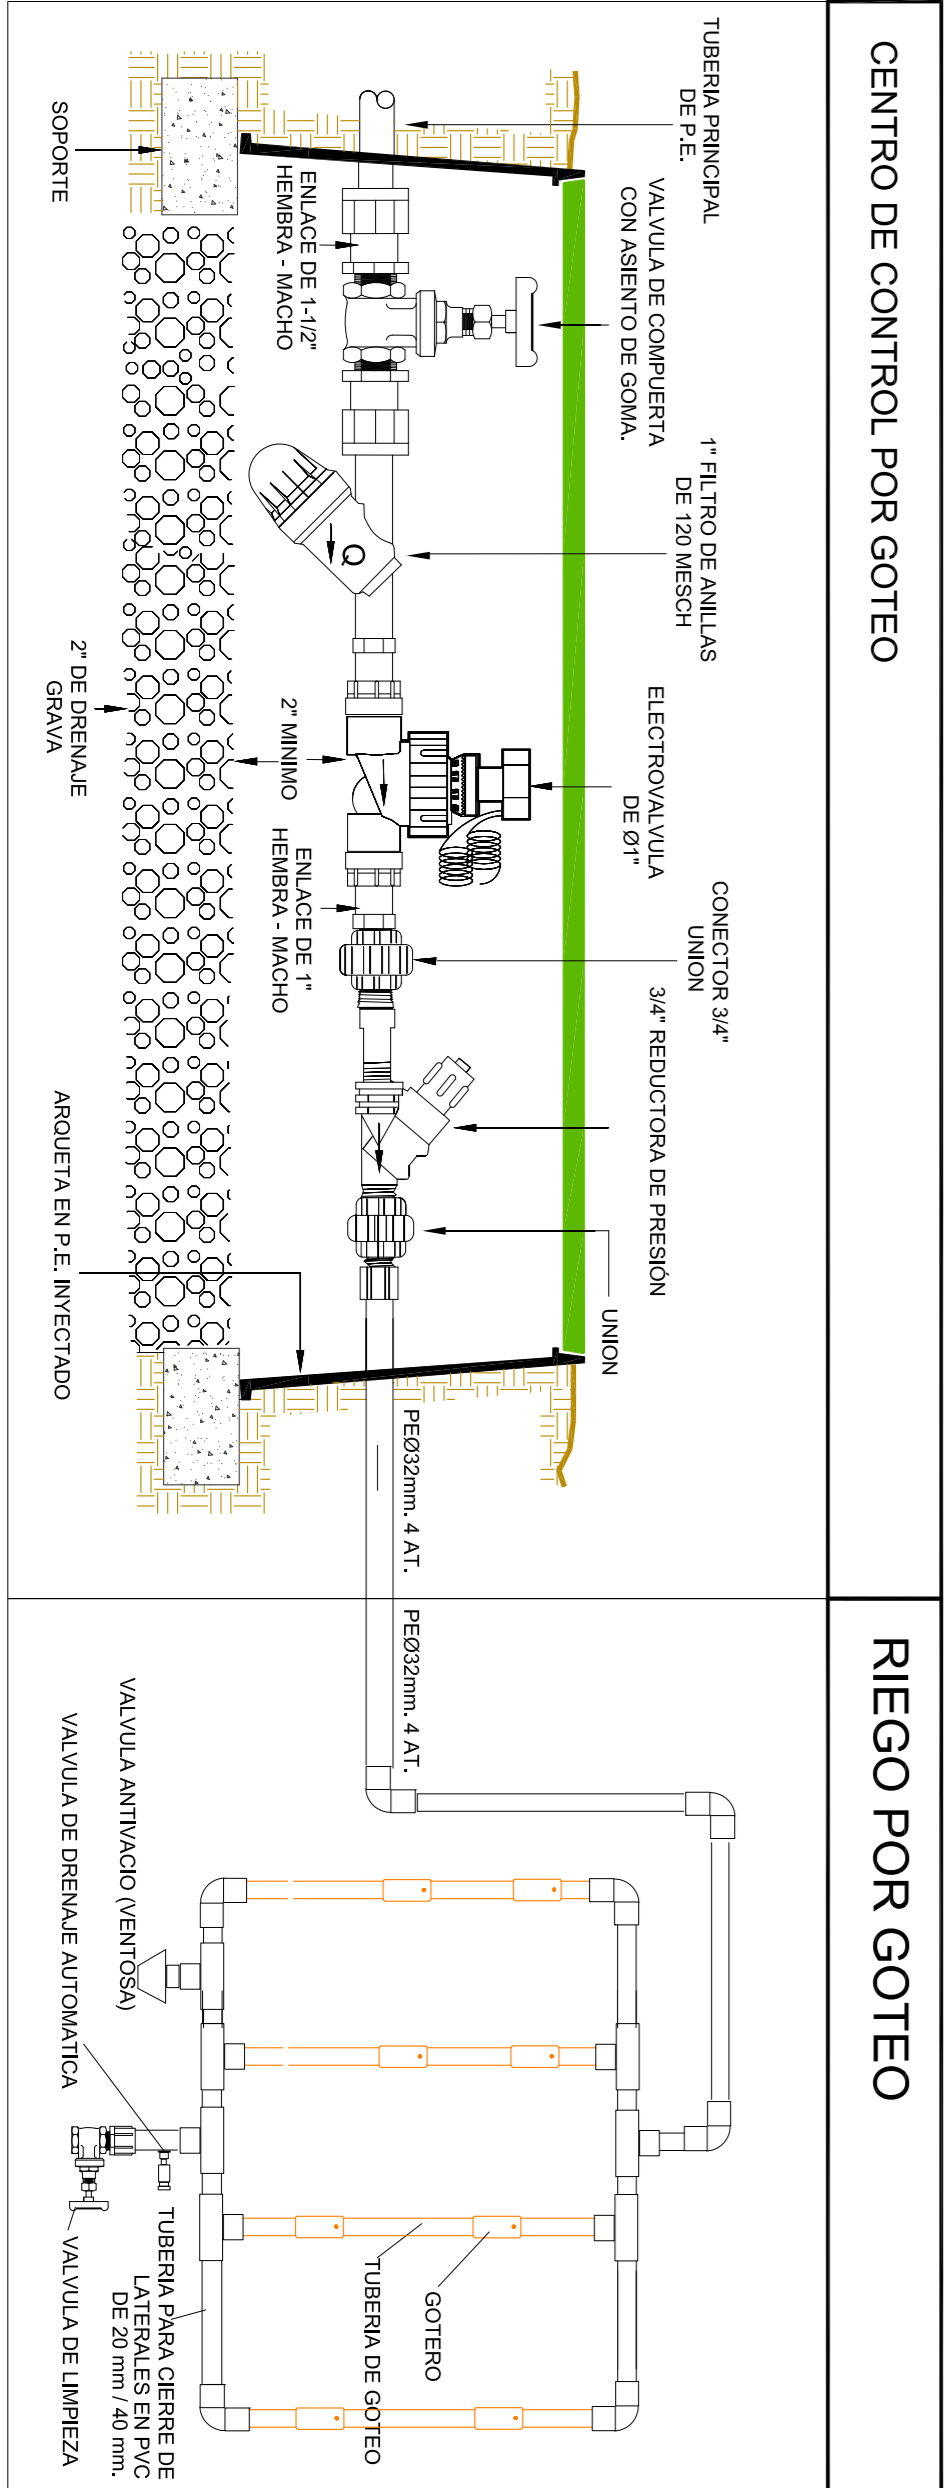 CENTRO DE CONTROL POR GOTEO
TUBERIA PRINCIPAL
DE P.E.
VALVULA DE COMPUERTA
CON ASIENTO DE GOMA.
1" FILTRO DE ANILLAS
DE 120 MESCH
ELECTROVALVULA
DE Ø1"
CONECTOR 3/4"
UNION
3/4" REDUCTORA DE PRESIÓN
UNION
ENLACE DE 1-1/2"
HEMBRA - MACHO
Q
2" MINIMO
ENLACE DE 1"
HEMBRA - MACHO
SOPORTE
2" DE DRENAJE
GRAVA
ARQUETA EN P.E. INYECTADO
PEØ32mm. 4 AT.
RIEGO POR GOTEO
PEØ32mm. 4 AT.
GOTERO
TUBERIA DE GOTEO
VALVULA ANTIVACIO (VENTOSA)
VALVULA DE DRENAJE AUTOMATICA
TUBERIA PARA CIERRE DE
LATERALES EN PVC
DE 20 mm / 40 mm.
VALVULA DE LIMPIEZA